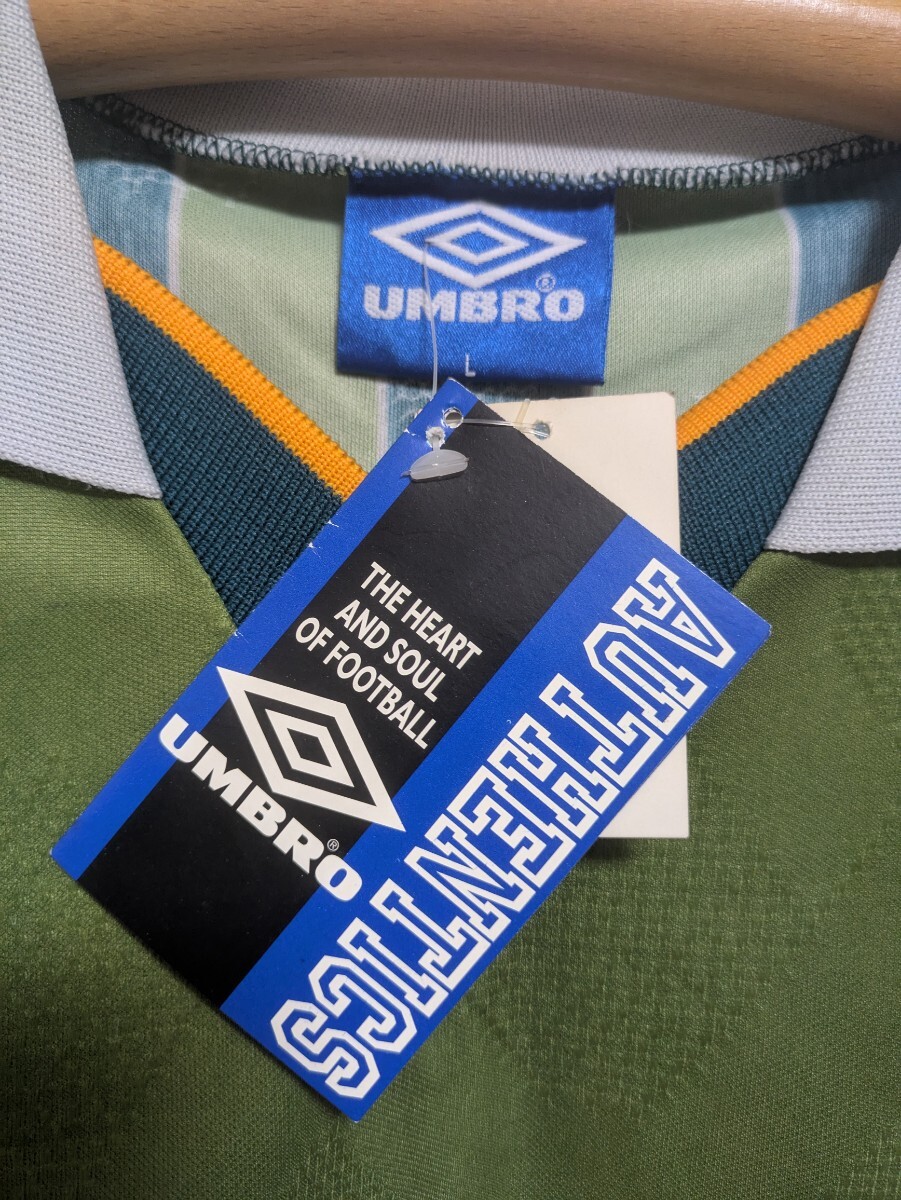 UMBRO®
L
THE HEART
AND SOUL
OF FOOTBALL
UMBRO®
AUTHENTICS